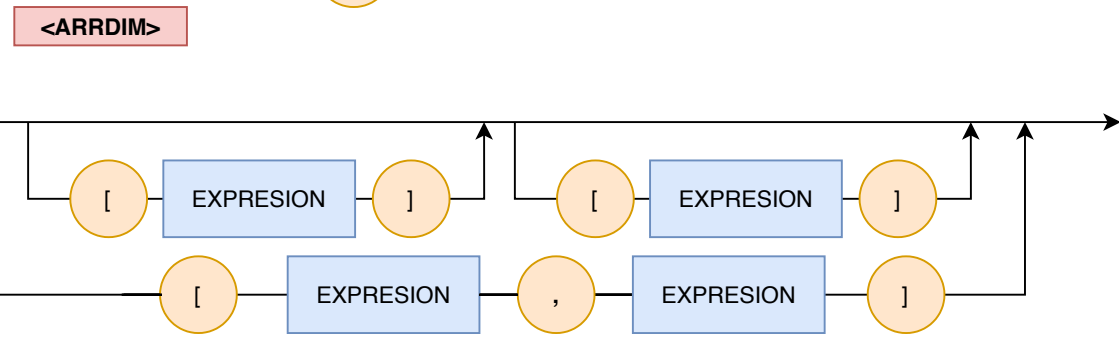 <ARRDIM>
[ EXPRESION ] [ EXPRESION ]
[ EXPRESION , EXPRESION ]